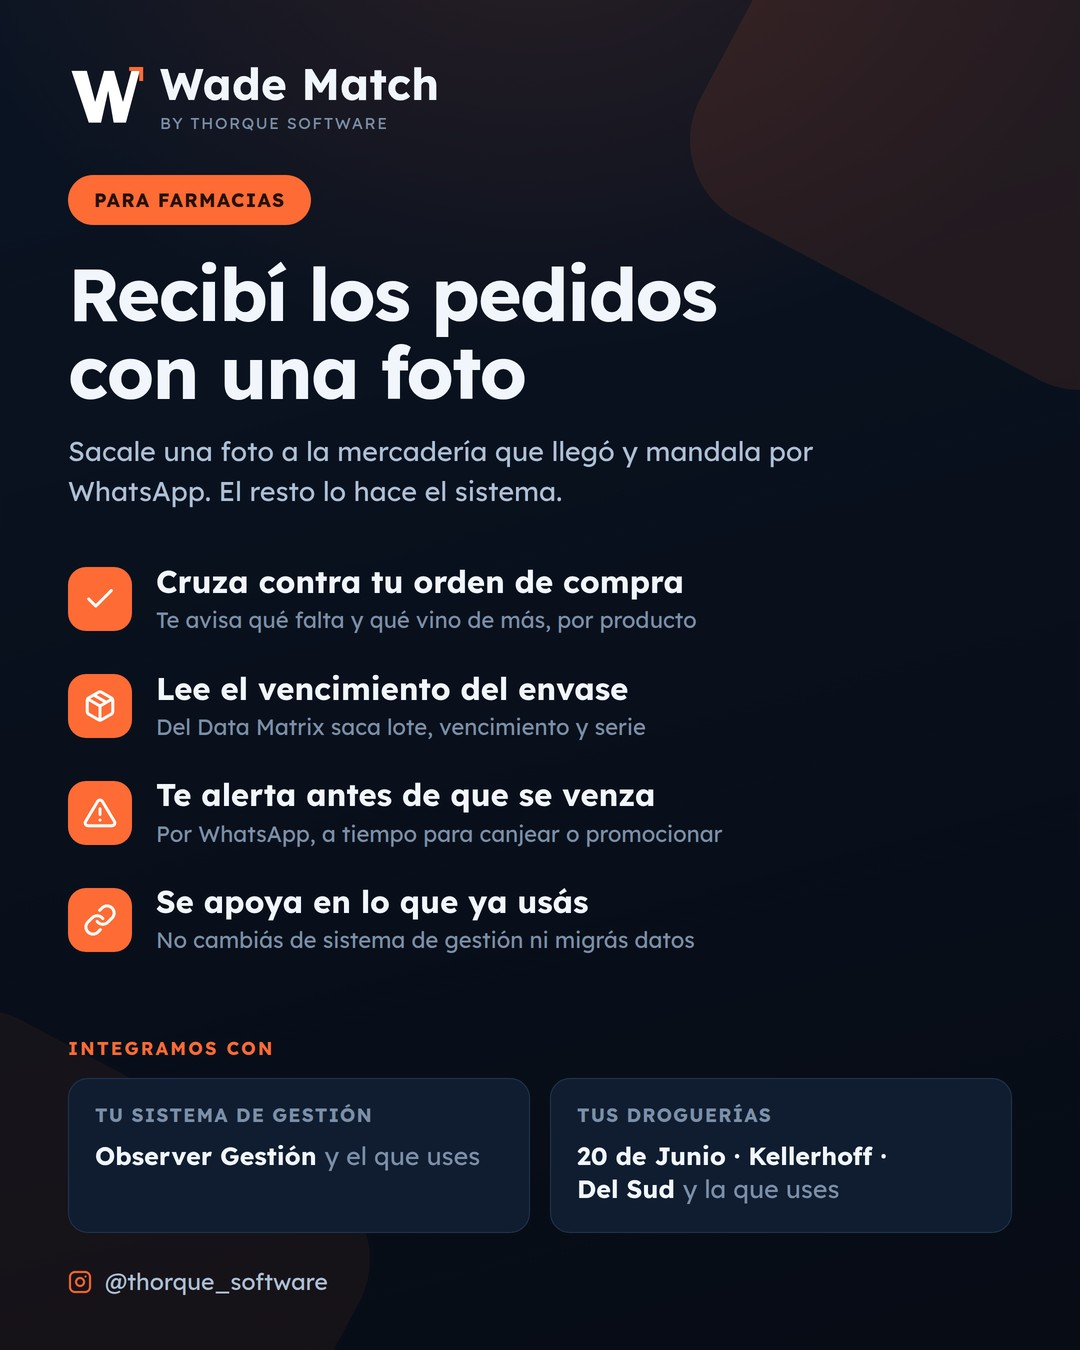 W Wade Match
BY THORQUE SOFTWARE
PARA FARMACIAS
Recibí los pedidos
con una foto
Sacale una foto a la mercadería que llegó y mandala por
WhatsApp. El resto lo hace el sistema.
Cruza contra tu orden de compra
Te avisa qué falta y qué vino de más, por producto
Lee el vencimiento del envase
Del Data Matrix saca lote, vencimiento y serie
Te alerta antes de que se venza
Por WhatsApp, a tiempo para canjear o promocionar
Se apoya en lo que ya usás
No cambiás de sistema de gestión ni migrás datos
INTEGRAMOS CON
TU SISTEMA DE GESTIÓN
Observer Gestión y el que uses
TUS DROGUERÍAS
20 de Junio · Kellerhoff ·
Del Sud y la que uses
@thorque_software